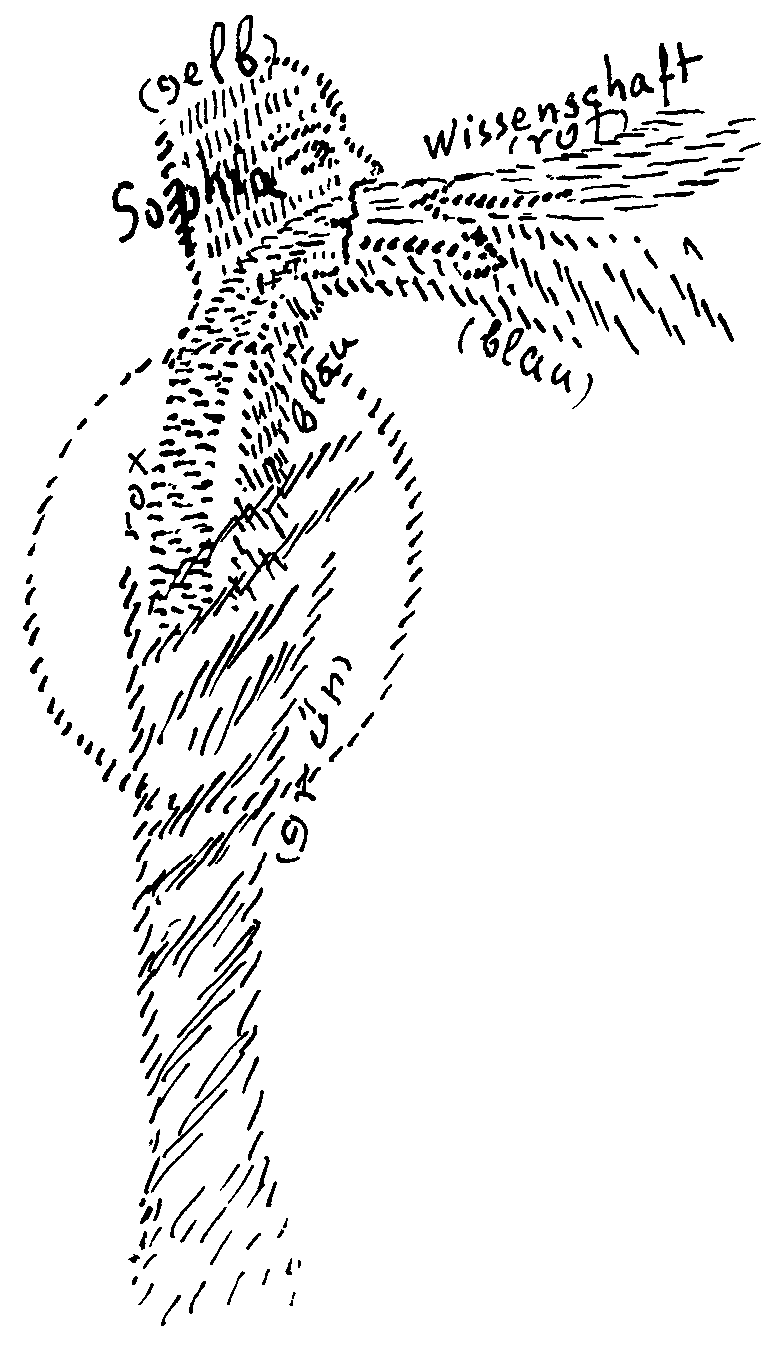 (gelb)
Wissenschaft
(rot)
Sophia
(blau)
blau
rot
(grün)